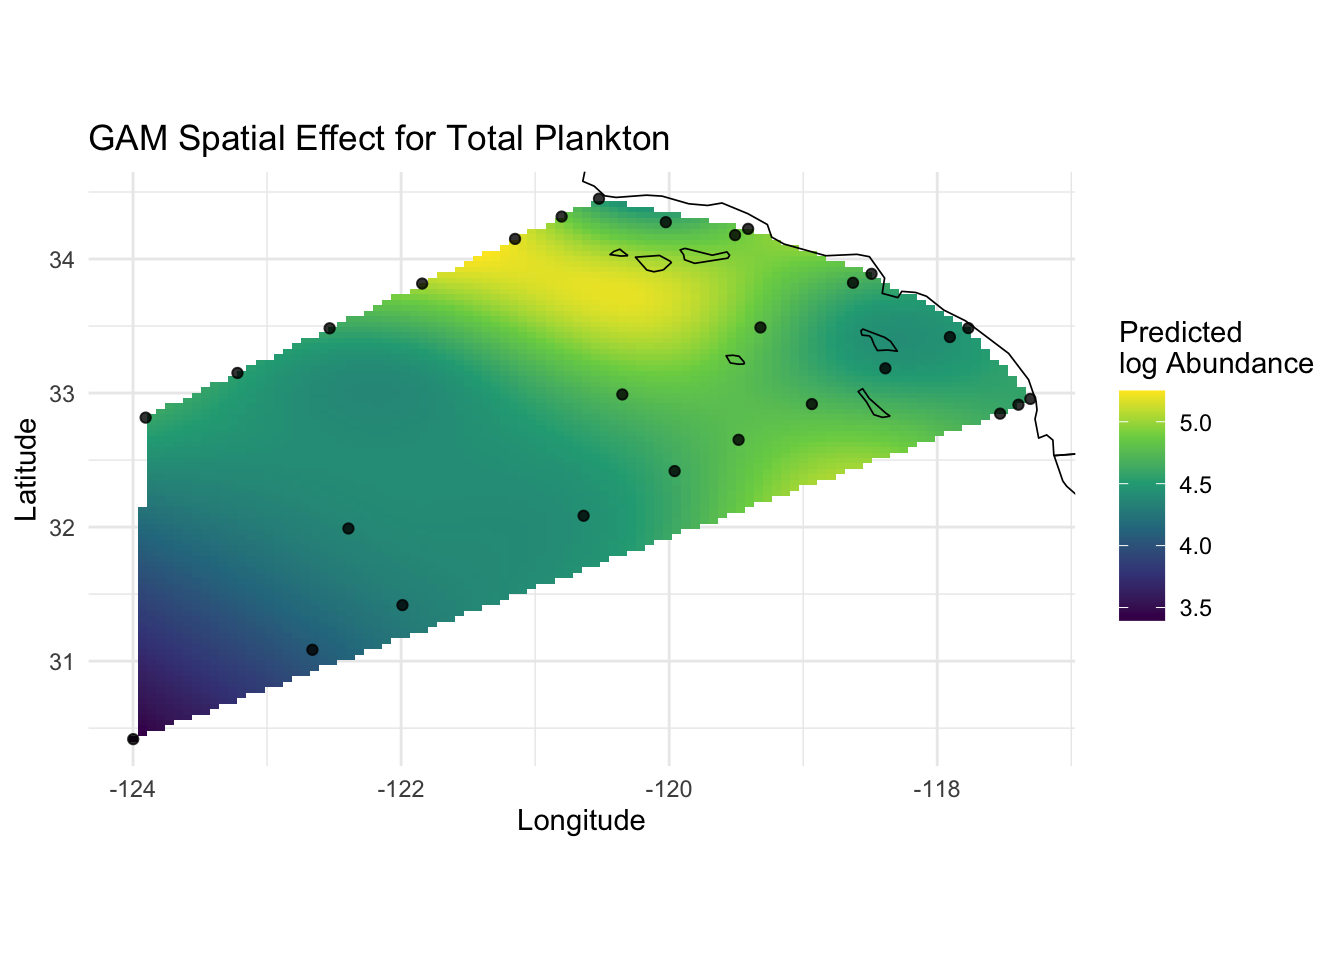 GAM Spatial Effect for Total Plankton
34
33
32
31
Latitude
-124
-122
-120
-118
Longitude
Predicted
log Abundance
5.0
4.5
4.0
3.5